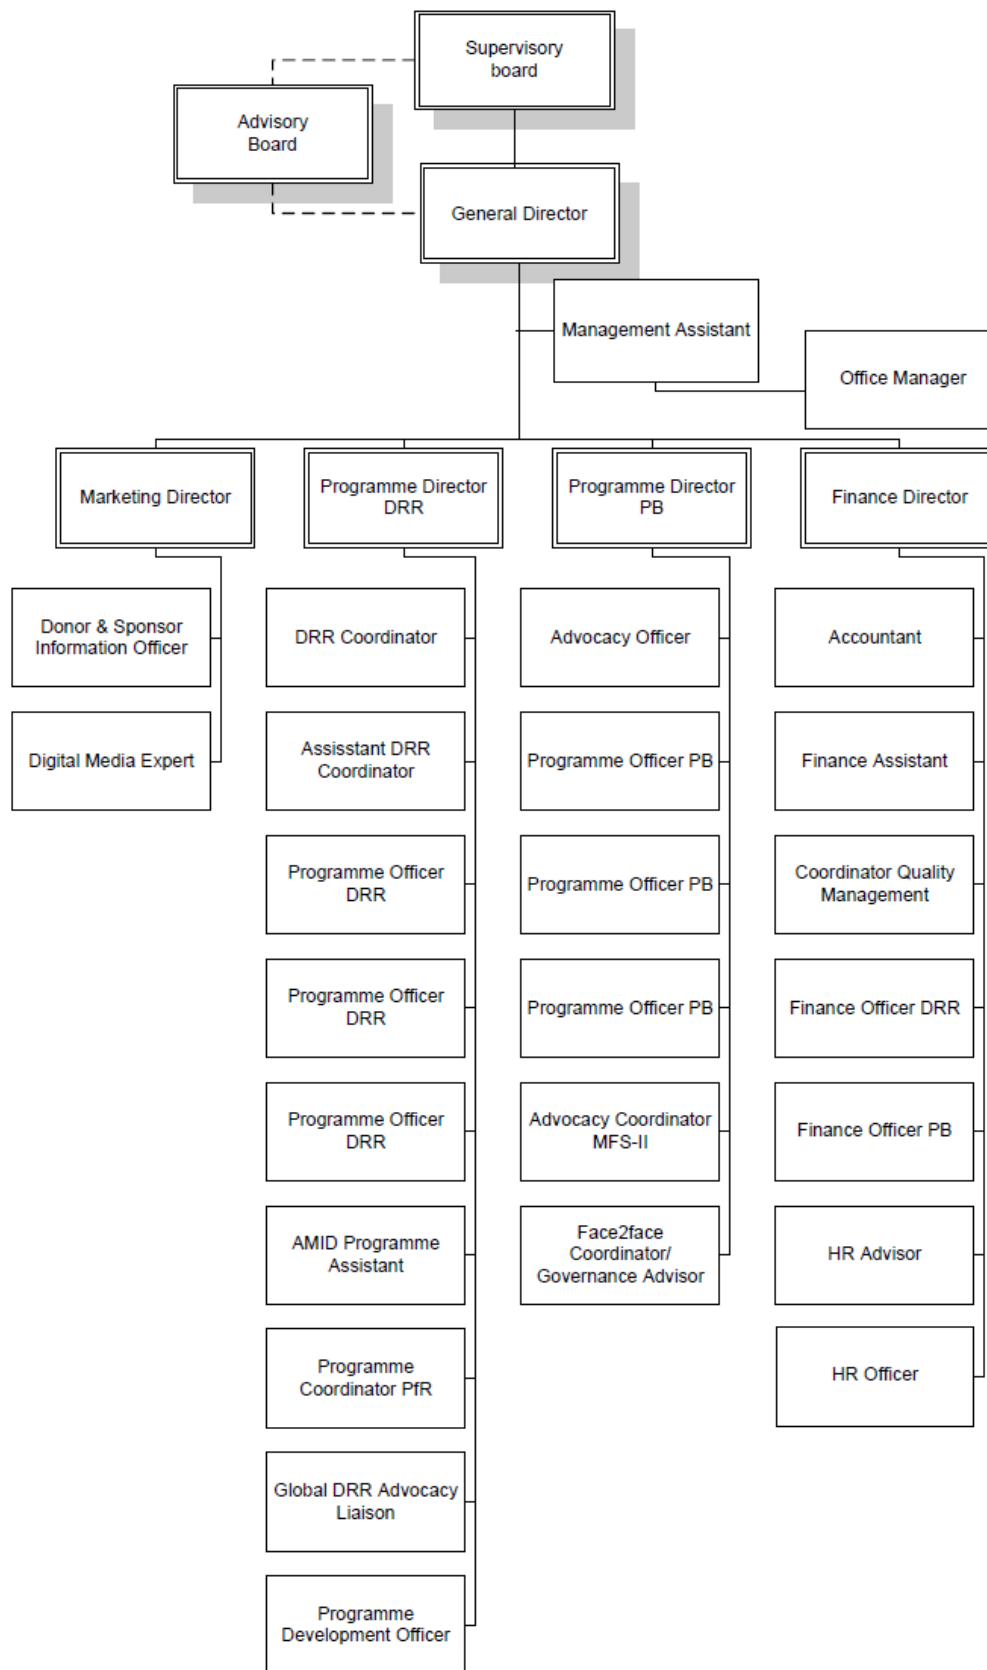 Supervisory
board
Advisory
Board
General Director
Management Assistant
Office Manager
Marketing Director
Programme Director
DRR
Programme Director
PB
Finance Director
Donor & Sponsor
Information Officer
DRR Coordinator
Advocacy Officer
Accountant
Digital Media Expert
Assisstant DRR
Coordinator
Programme Officer PB
Finance Assistant
Programme Officer
DRR
Programme Officer PB
Coordinator Quality
Management
Programme Officer
DRR
Programme Officer PB
Finance Officer DRR
Programme Officer
DRR
Advocacy Coordinator
MFS-II
Finance Officer PB
AMID Programme
Assistant
Face2face
Coordinator/
Governance Advisor
HR Advisor
Programme
Coordinator PfR
HR Officer
Global DRR Advocacy
Liaison
Programme
Development Officer